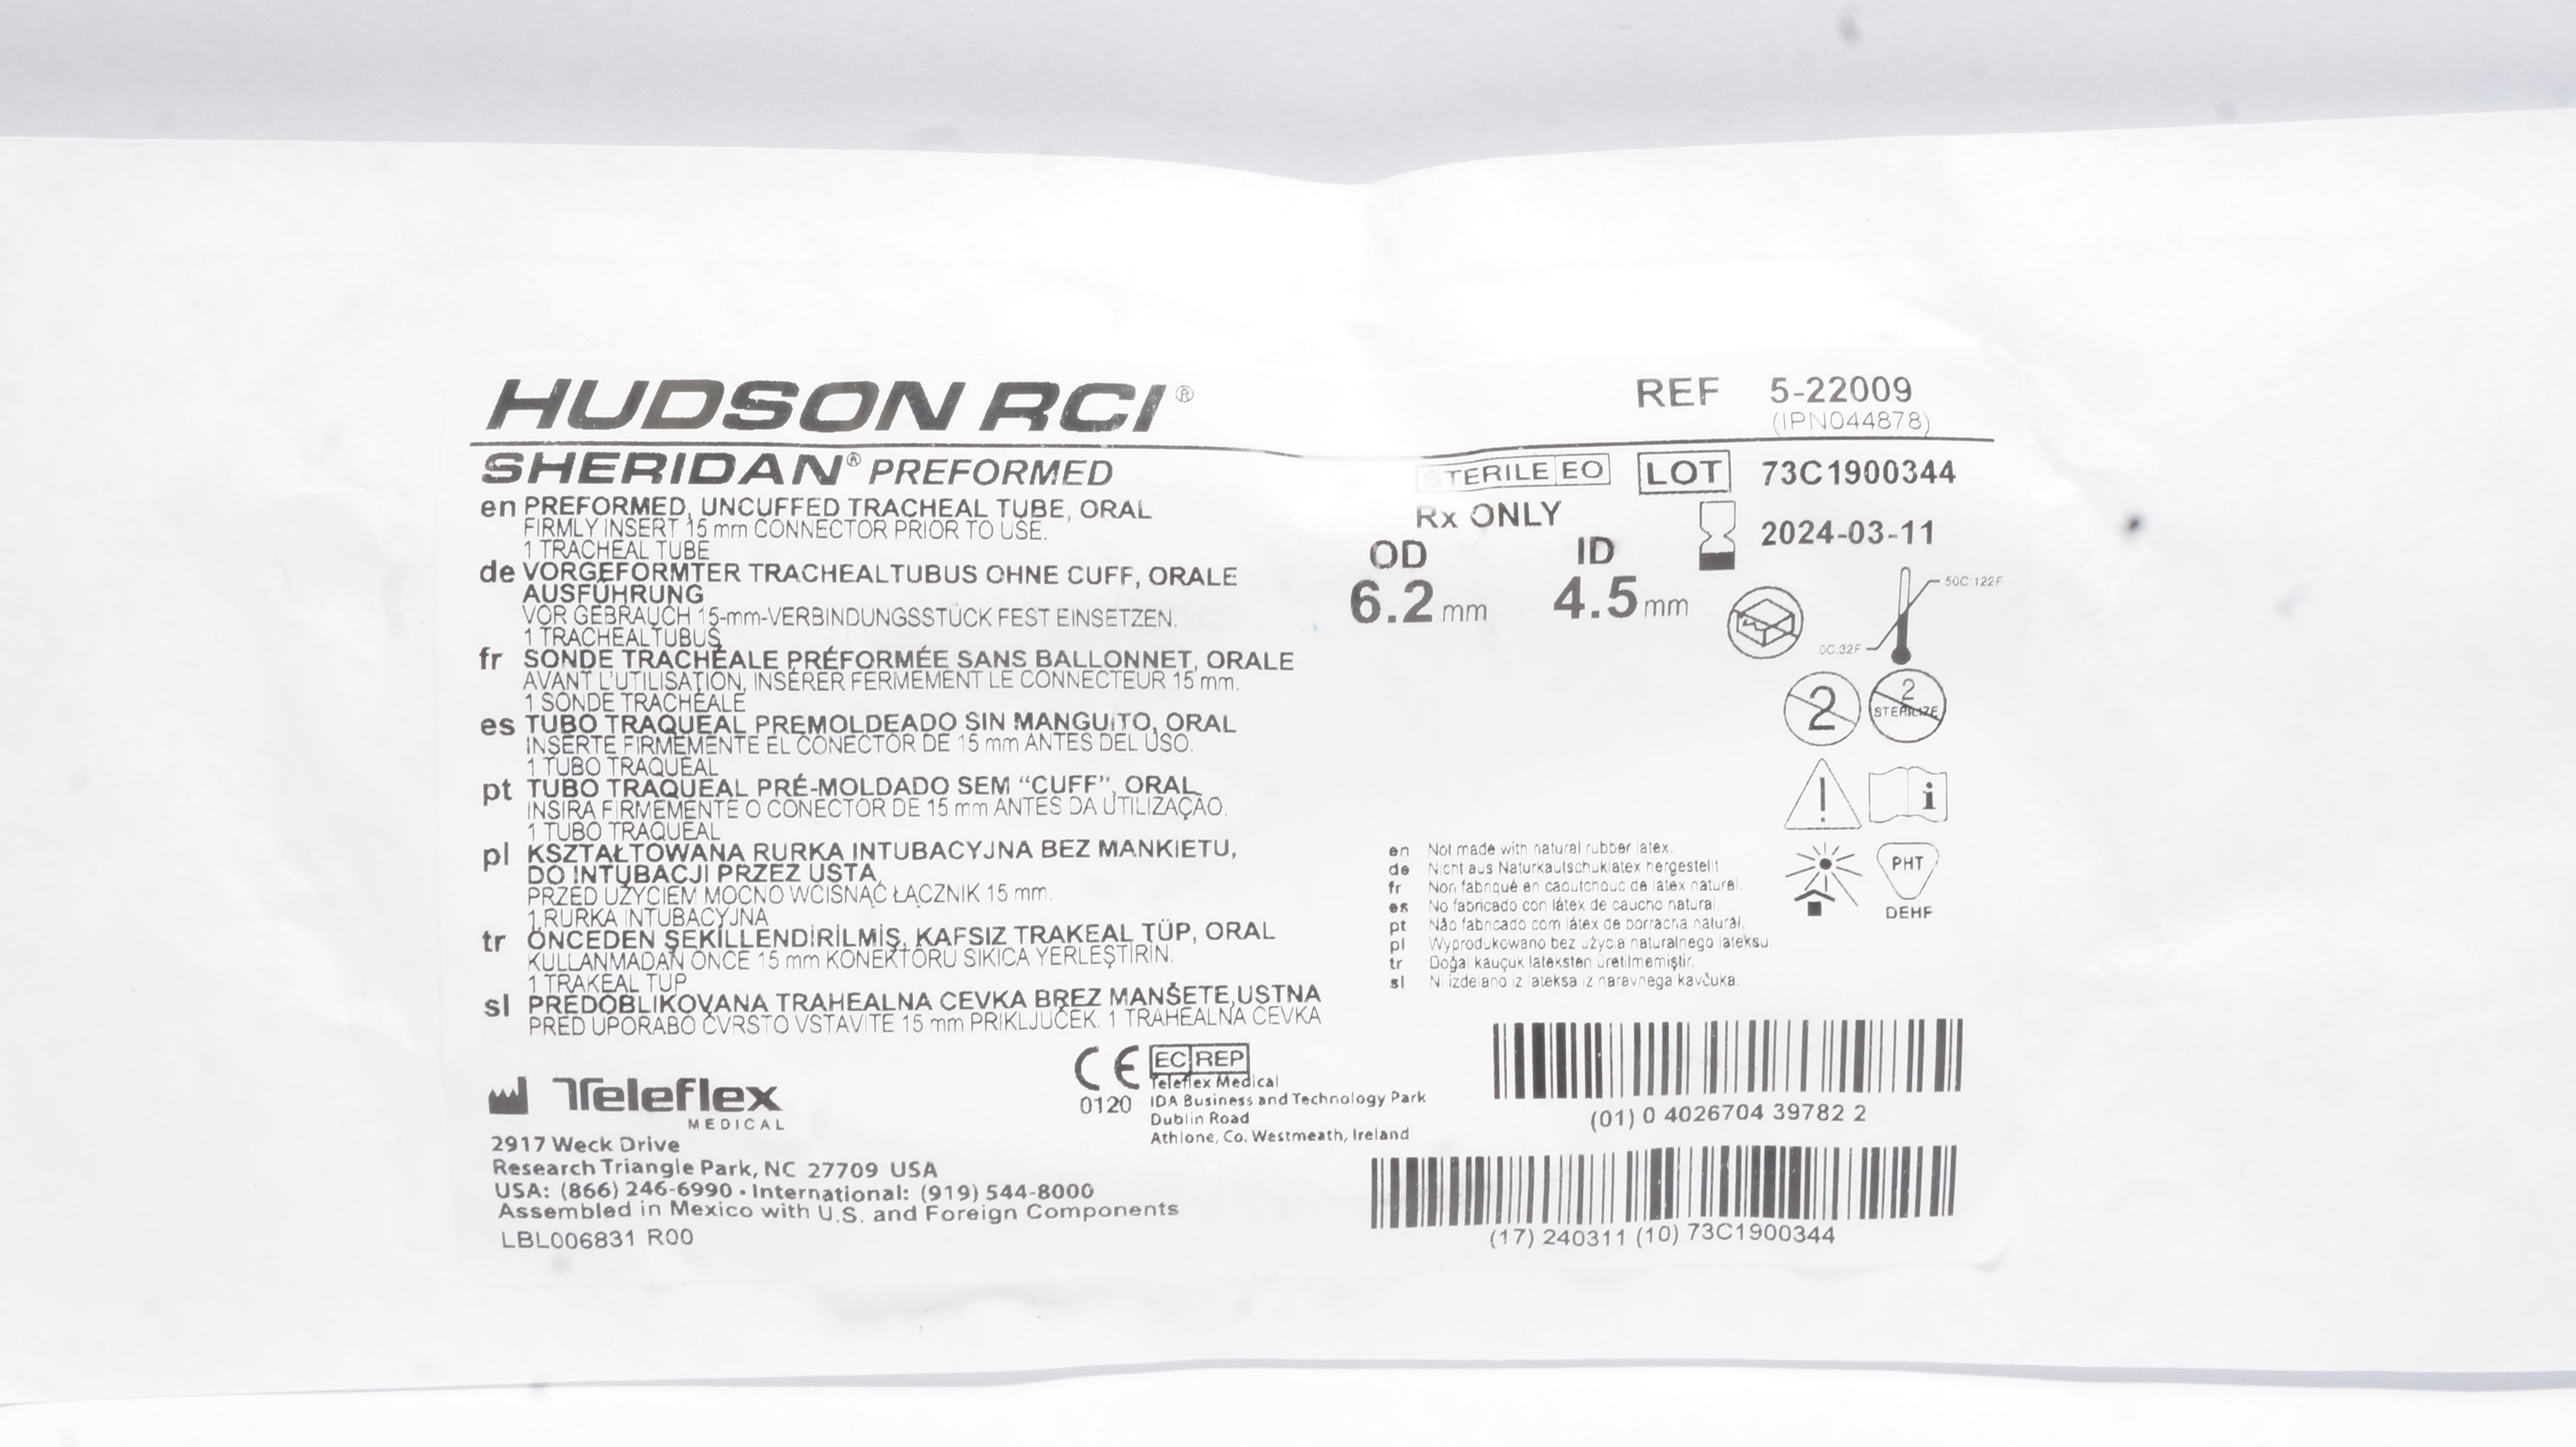 HUDSON RCI®
REF 5-22009
(IPN044878)
SHERIDAN® PREFORMED
STERILE EO
LOT 73C1900344
Rx ONLY
2024-03-11
OD ID
6.2 mm 4.5 mm
50C:122F
0C:32F
2
2 STERILIZE
en PREFORMED, UNCUFFED TRACHEAL TUBE, ORAL
FIRMLY INSERT 15 mm CONNECTOR PRIOR TO USE.
1 TRACHEAL TUBE
de VORGEFORMTER TRACHEALTUBUS OHNE CUFF, ORALE
AUSFÜHRUNG
VOR GEBRAUCH 15-mm-VERBINDUNGSSTÜCK FEST EINSETZEN.
1 TRACHEALTUBUS
fr SONDE TRACHÉALE PRÉFORMÉE SANS BALLONNET, ORALE
AVANT L'UTILISATION, INSÉRER FERMEMENT LE CONNECTEUR 15 mm.
1 SONDE TRACHÉALE
es TUBO TRAQUEAL PREMOLDEADO SIN MANGUITO, ORAL
INSERTE FIRMEMENTE EL CONECTOR DE 15 mm ANTES DEL USO.
1 TUBO TRAQUEAL
pt TUBO TRAQUEAL PRÉ-MOLDADO SEM “CUFF”, ORAL
INSIRA FIRMEMENTE O CONECTOR DE 15 mm ANTES DA UTILIZAÇÃO.
1 TUBO TRAQUEAL
pl KSZTAŁTOWANA RURKA INTUBACYJNA BEZ MANKIETU,
DO INTUBACJI PRZEZ USTA
PRZED UŻYCIEM MOCNO WCISNĄĆ ŁĄCZNIK 15 mm.
1 RURKA INTUBACYJNA
tr ÖNCEDEN ŞEKİLLENDİRİLMİŞ, KAFSIZ TRAKEAL TÜP, ORAL
KULLANMADAN ÖNCE 15 mm KONEKTÖRÜ SIKICA YERLEŞTİRİN.
1 TRAKEAL TÜP
sl PREDOBLIKOVANA TRAHEALNA CEVKA BREZ MANŠETE,USTNA
PRED UPORABO ČVRSTO VSTAVITE 15 mm PRIKLJUČEK. 1 TRAHEALNA CEVKA
en Not made with natural rubber latex.
de Nicht aus Naturkautschuklatex hergestellt
fr Non fabriqué en caoutchouc de latex naturel.
es No fabricado con látex de caucho natural.
pt Não fabricado com látex de borracha natural.
pl Wyprodukowano bez użycia naturalnego lateksu.
tr Doğal kauçuk lateksten üretilmemiştir.
sl Ni izdelano iz lateksa iz naravnega kavčuka.
PHT
DEHP
Teleflex
MEDICAL
2917 Weck Drive
Research Triangle Park, NC 27709 USA
USA: (866) 246-6990 • International: (919) 544-8000
Assembled in Mexico with U.S. and Foreign Components
LBL006831 R00
CE
0120
EC REP
Teleflex Medical
IDA Business and Technology Park
Dublin Road
Athlone, Co. Westmeath, Ireland
(01) 0 4026704 39782 2
(17) 240311 (10) 73C1900344